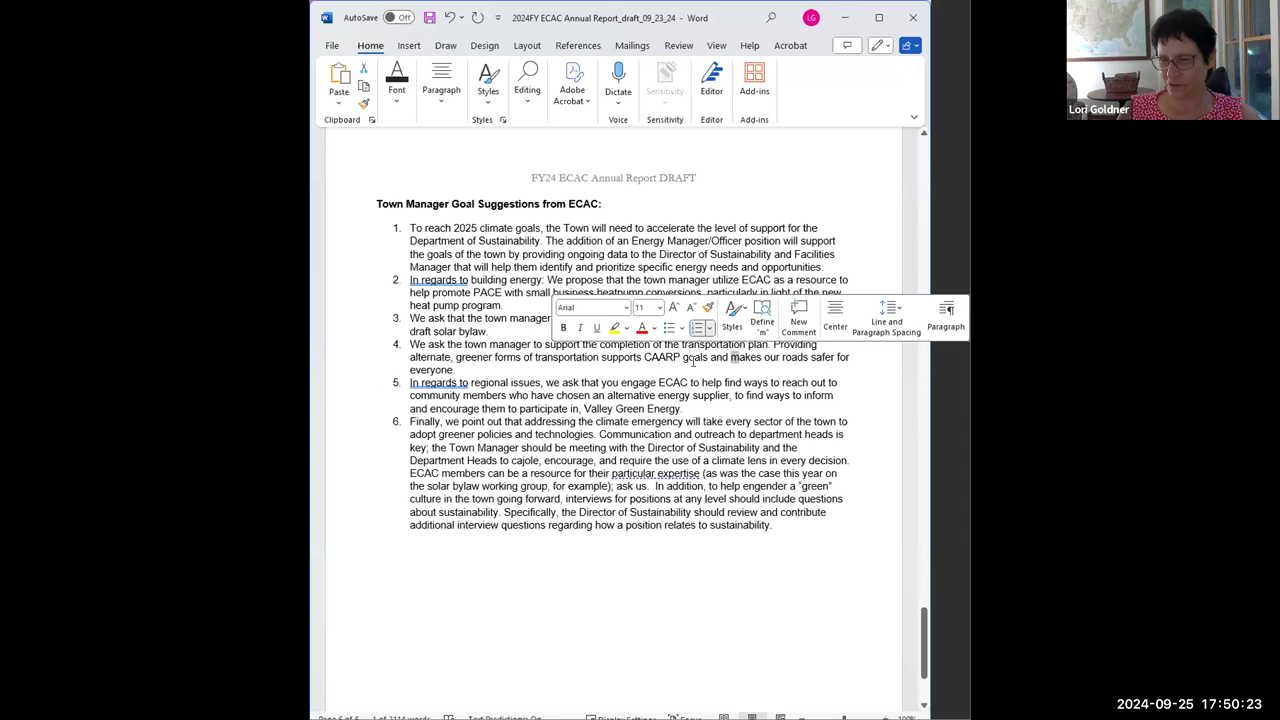 AutoSave Off 2024FY ECAC Annual Report_draft_09_23_24 - Word LG
File Home Insert Draw Design Layout References Mailings Review View Help Acrobat
Paste Font Paragraph Styles Editing Adobe Acrobat Dictate Sensitivity Editor Add-ins
Clipboard Styles Voice Sensitivity Editor Add-ins
Lori Goldner
FY24 ECAC Annual Report DRAFT
Town Manager Goal Suggestions from ECAC:
1. To reach 2025 climate goals, the Town will need to accelerate the level of support for the
Department of Sustainability. The addition of an Energy Manager/Officer position will support
the goals of the town by providing ongoing data to the Director of Sustainability and Facilities
Manager that will help them identify and prioritize specific energy needs and opportunities.
2. In regards to building energy: We propose that the town manager utilize ECAC as a resource to
help promote PACE with small business heatpump conversions, particularly in light of the new
heat pump program.
3. We ask that the town manager
draft solar bylaw.
Arial 11
B I U A
Styles Define "m" New Comment Center Line and Paragraph Spacing Paragraph
4. We ask the town manager to support the completion of the transportation plan. Providing
alternate, greener forms of transportation supports CAARP goals and makes our roads safer for
everyone.
5. In regards to regional issues, we ask that you engage ECAC to help find ways to reach out to
community members who have chosen an alternative energy supplier, to find ways to inform
and encourage them to participate in, Valley Green Energy.
6. Finally, we point out that addressing the climate emergency will take every sector of the town to
adopt greener policies and technologies. Communication and outreach to department heads is
key; the Town Manager should be meeting with the Director of Sustainability and the
Department Heads to cajole, encourage, and require the use of a climate lens in every decision.
ECAC members can be a resource for their particular expertise (as was the case this year on
the solar bylaw working group, for example); ask us. In addition, to help engender a "green"
culture in the town going forward, interviews for positions at any level should include questions
about sustainability. Specifically, the Director of Sustainability should review and contribute
additional interview questions regarding how a position relates to sustainability.
2024-09-25 17:50:23
Page 6 of 6 1 of 2114 words Text Predictions: On Display Settings Focus 100%